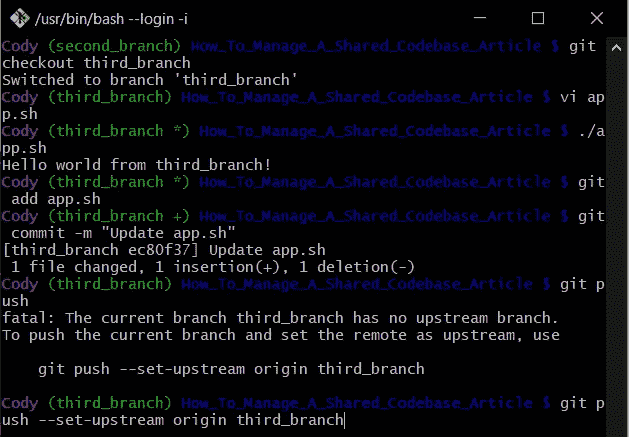 /usr/bin/bash --login -i
Cody (second_branch) How_To_Manage_A_Shared_Codebase_Article $ git
checkout third_branch
Switched to branch 'third_branch'
Cody (third_branch) How_To_Manage_A_Shared_Codebase_Article $ vi ap
p.sh
Cody (third_branch *) How_To_Manage_A_Shared_Codebase_Article $ ./a
pp.sh
Hello world from third_branch!
Cody (third_branch *) How_To_Manage_A_Shared_Codebase_Article $ git
 add app.sh
Cody (third_branch +) How_To_Manage_A_Shared_Codebase_Article $ git
 commit -m "Update app.sh"
[third_branch ec80f37] Update app.sh
 1 file changed, 1 insertion(+), 1 deletion(-)
Cody (third_branch) How_To_Manage_A_Shared_Codebase_Article $ git p
ush
fatal: The current branch third_branch has no upstream branch.
To push the current branch and set the remote as upstream, use
    git push --set-upstream origin third_branch
Cody (third_branch) How_To_Manage_A_Shared_Codebase_Article $ git p
ush --set-upstream origin third_branch